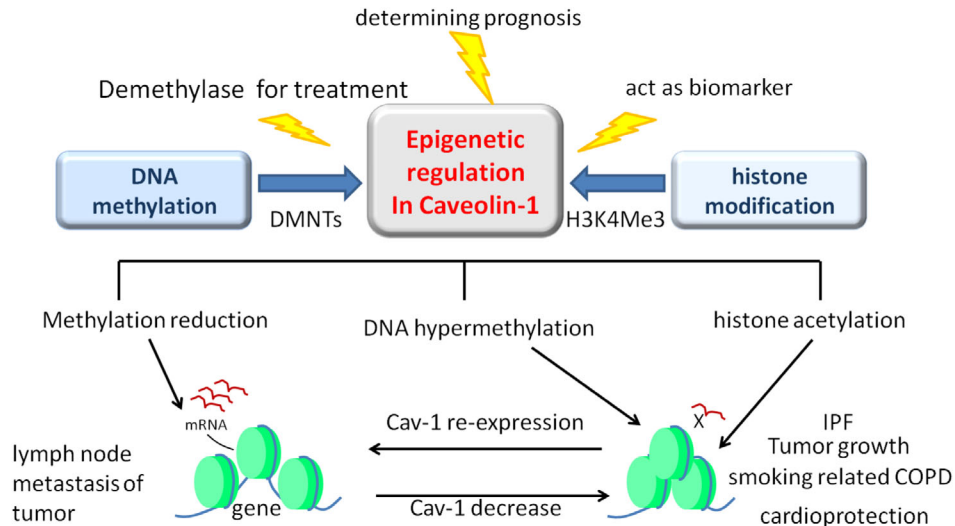 determining prognosis
Demethylase for treatment
act as biomarker
Epigenetic
regulation
In Caveolin-1
DNA
methylation
DMNTs
H3K4Me3
histone
modification
Methylation reduction
DNA hypermethylation
histone acetylation
mRNA
Cav-1 re-expression
X
IPF
Tumor growth
smoking related COPD
cardioprotection
lymph node
metastasis of
tumor
gene
Cav-1 decrease